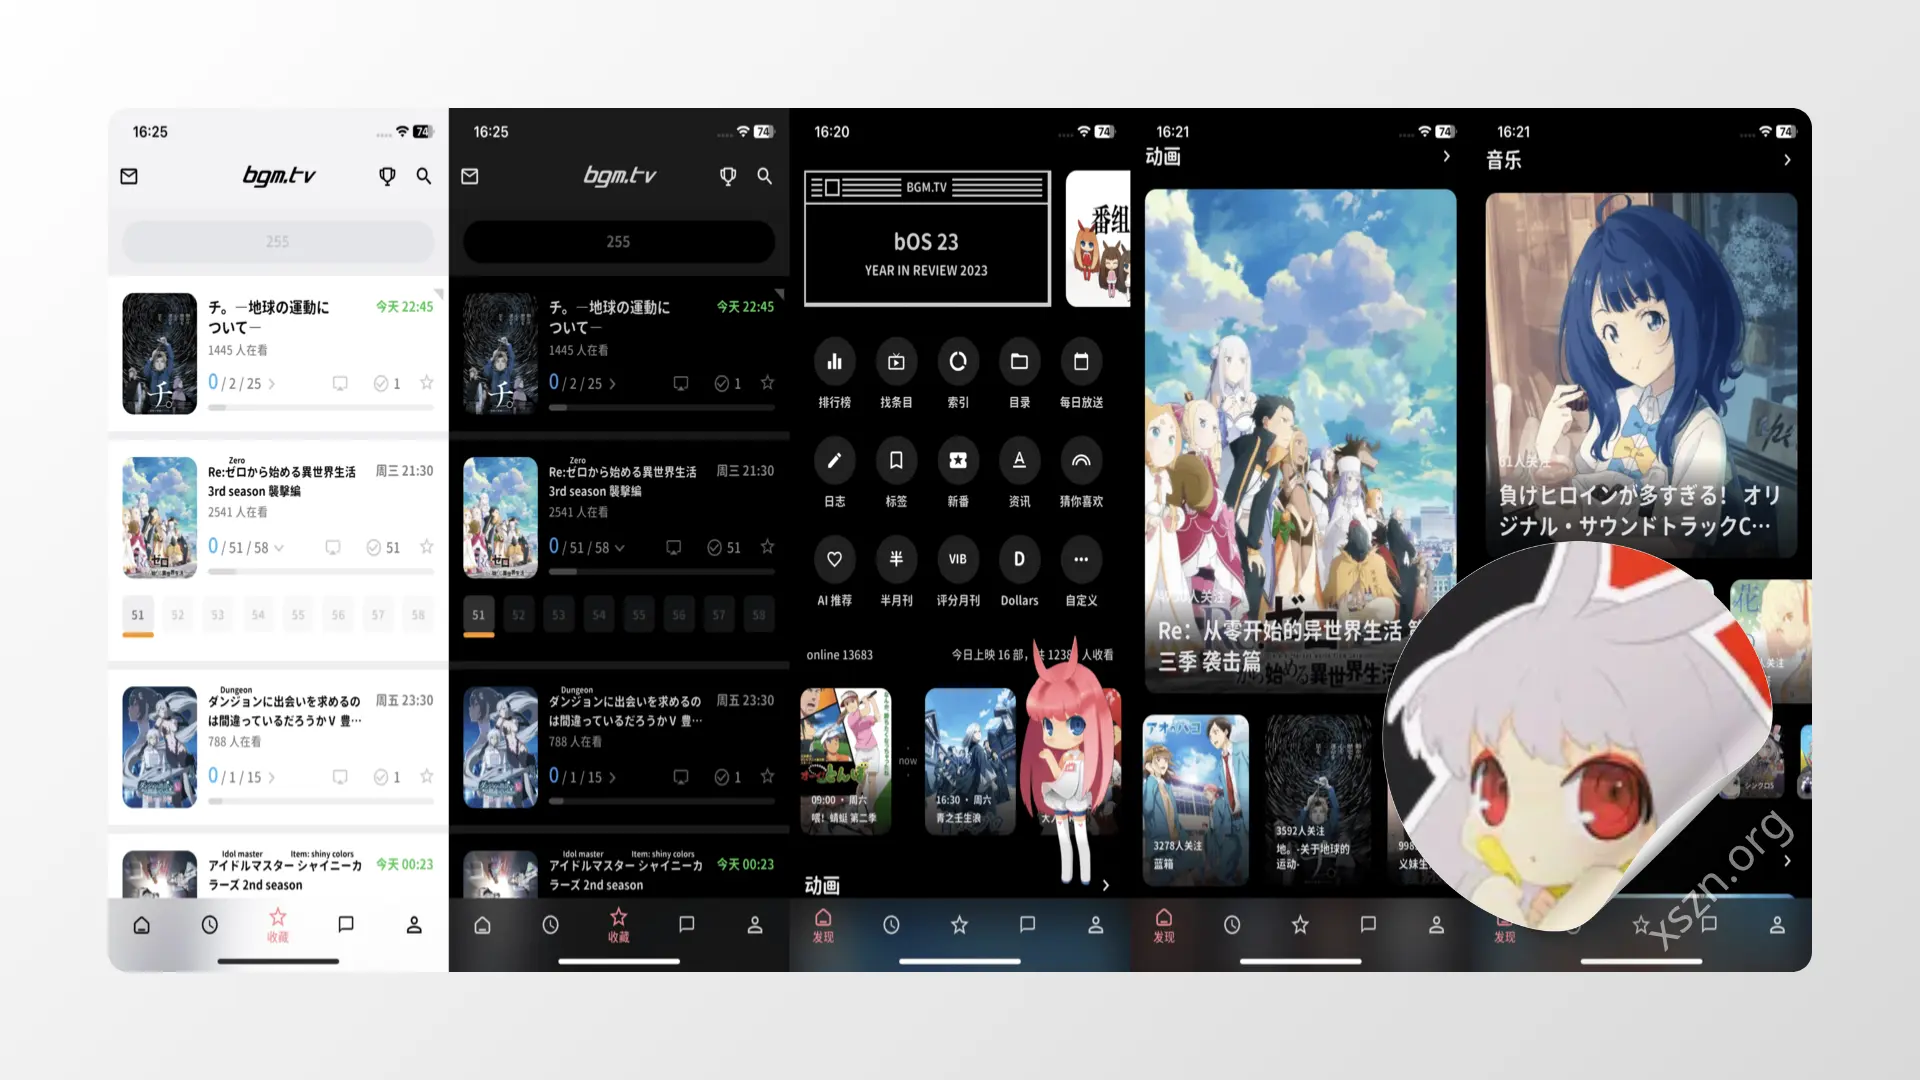 16:25
74
bgm.tv
255
チ。―地球の運動に
ついて―
今天 22:45
1445 人在看
0 / 2 / 25
1
Zero
Re:ゼロから始める異世界生活
3rd season 襲撃編
周三 21:30
2541 人在看
0 / 51 / 58
51
51
52
53
54
55
56
57
58
Dungeon
ダンジョンに出会いを求めるの
は間違っているだろうかⅤ 豊…
周五 23:30
788 人在看
0 / 1 / 15
1
Idol master
Item: shiny colors
アイドルマスター シャイニーカ
ラーズ 2nd season
今天 00:23
收藏
16:25
74
bgm.tv
255
チ。―地球の運動に
ついて―
今天 22:45
1445 人在看
0 / 2 / 25
1
Zero
Re:ゼロから始める異世界生活
3rd season 襲撃編
周三 21:30
2541 人在看
0 / 51 / 58
51
51
52
53
54
55
56
57
58
Dungeon
ダンジョンに出会いを求めるの
は間違っているだろうかⅤ 豊…
周五 23:30
788 人在看
0 / 1 / 15
1
Idol master
Item: shiny colors
アイドルマスター シャイニーカ
ラーズ 2nd season
今天 00:23
收藏
16:20
74
BGM.TV
bOS 23
YEAR IN REVIEW 2023
番組
排行榜
找条目
索引
目录
每日放送
日志
标签
新番
资讯
猜你喜欢
半
VIB
D
AI 推荐
半月刊
评分月刊
Dollars
自定义
online 13683
今日上映 16 部，
人收看
09:00 · 周六
喂！蜻蜓 第二季
now
16:30 · 周六
青之壬生浪
动画
发现
16:21
74
动画
人关注
Re：从零开始的异世界生活
三季 袭击篇
アオのハコ
3278人关注
蓝箱
3592人关注
地。-关于地球的
运动-
发现
16:21
74
音乐
61人关注
負けヒロインが多すぎる！ オリ
ジナル・サウンドトラックC…
花
人关注
シンクロ5
发现
xszn.org